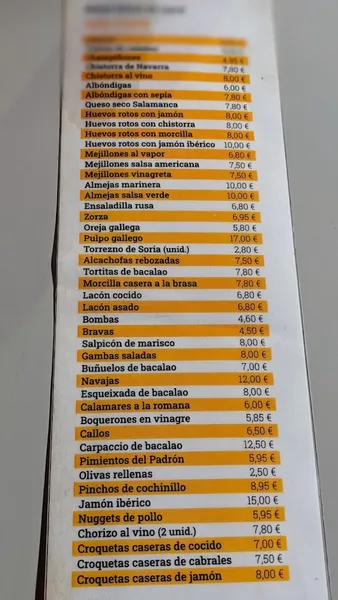 Champiñones 4,95 €
Chistorra de Navarra 7,80 €
Chistorra al vino 8,00 €
Albóndigas 6,00 €
Albóndigas con sepia 7,80 €
Queso seco Salamanca 7,80 €
Huevos rotos con jamón 8,00 €
Huevos rotos con chistorra 8,00 €
Huevos rotos con morcilla 8,00 €
Huevos rotos con jamón ibérico 10,00 €
Mejillones al vapor 6,80 €
Mejillones salsa americana 7,50 €
Mejillones vinagreta 7,50 €
Almejas marinera 10,00 €
Almejas salsa verde 10,00 €
Ensaladilla rusa 6,80 €
Zorza 6,95 €
Oreja gallega 5,80 €
Pulpo gallego 17,00 €
Torrezno de Soria (unid.) 2,80 €
Alcachofas rebozadas 7,50 €
Tortitas de bacalao 7,80 €
Morcilla casera a la brasa 7,80 €
Lacón cocido 6,80 €
Lacón asado 6,80 €
Bombas 4,60 €
Bravas 4,50 €
Salpicón de marisco 8,00 €
Gambas saladas 8,00 €
Buñuelos de bacalao 7,00 €
Navajas 12,00 €
Esqueixada de bacalao 8,00 €
Calamares a la romana 6,00 €
Boquerones en vinagre 5,85 €
Callos 6,50 €
Carpaccio de bacalao 12,50 €
Pimientos del Padrón 5,95 €
Olivas rellenas 2,50 €
Pinchos de cochinillo 8,95 €
Jamón ibérico 15,00 €
Nuggets de pollo 5,95 €
Chorizo al vino (2 unid.) 7,80 €
Croquetas caseras de cocido 7,00 €
Croquetas caseras de cabrales 7,50 €
Croquetas caseras de jamón 8,00 €